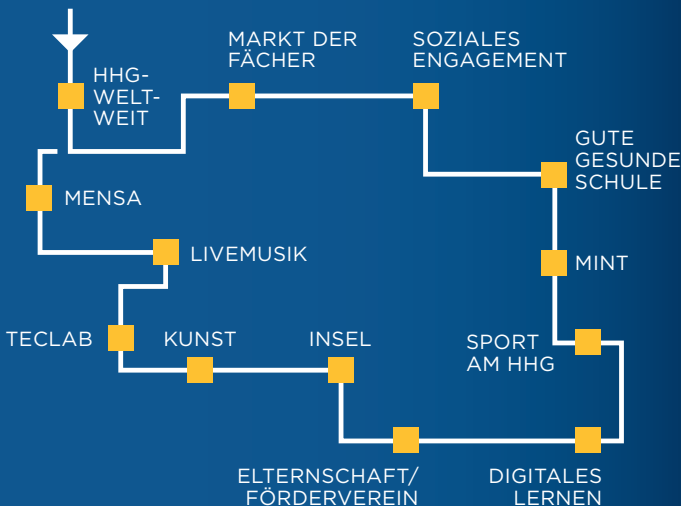 MARKT DER
FÄCHER
SOZIALES
ENGAGEMENT
HHG-
WELT-
WEIT
GUTE
GESUNDE
SCHULE
MENSA
LIVEMUSIK
MINT
TECLAB
KUNST
INSEL
SPORT
AM HHG
ELTERNSCHAFT/
FÖRDERVEREIN
DIGITALES
LERNEN